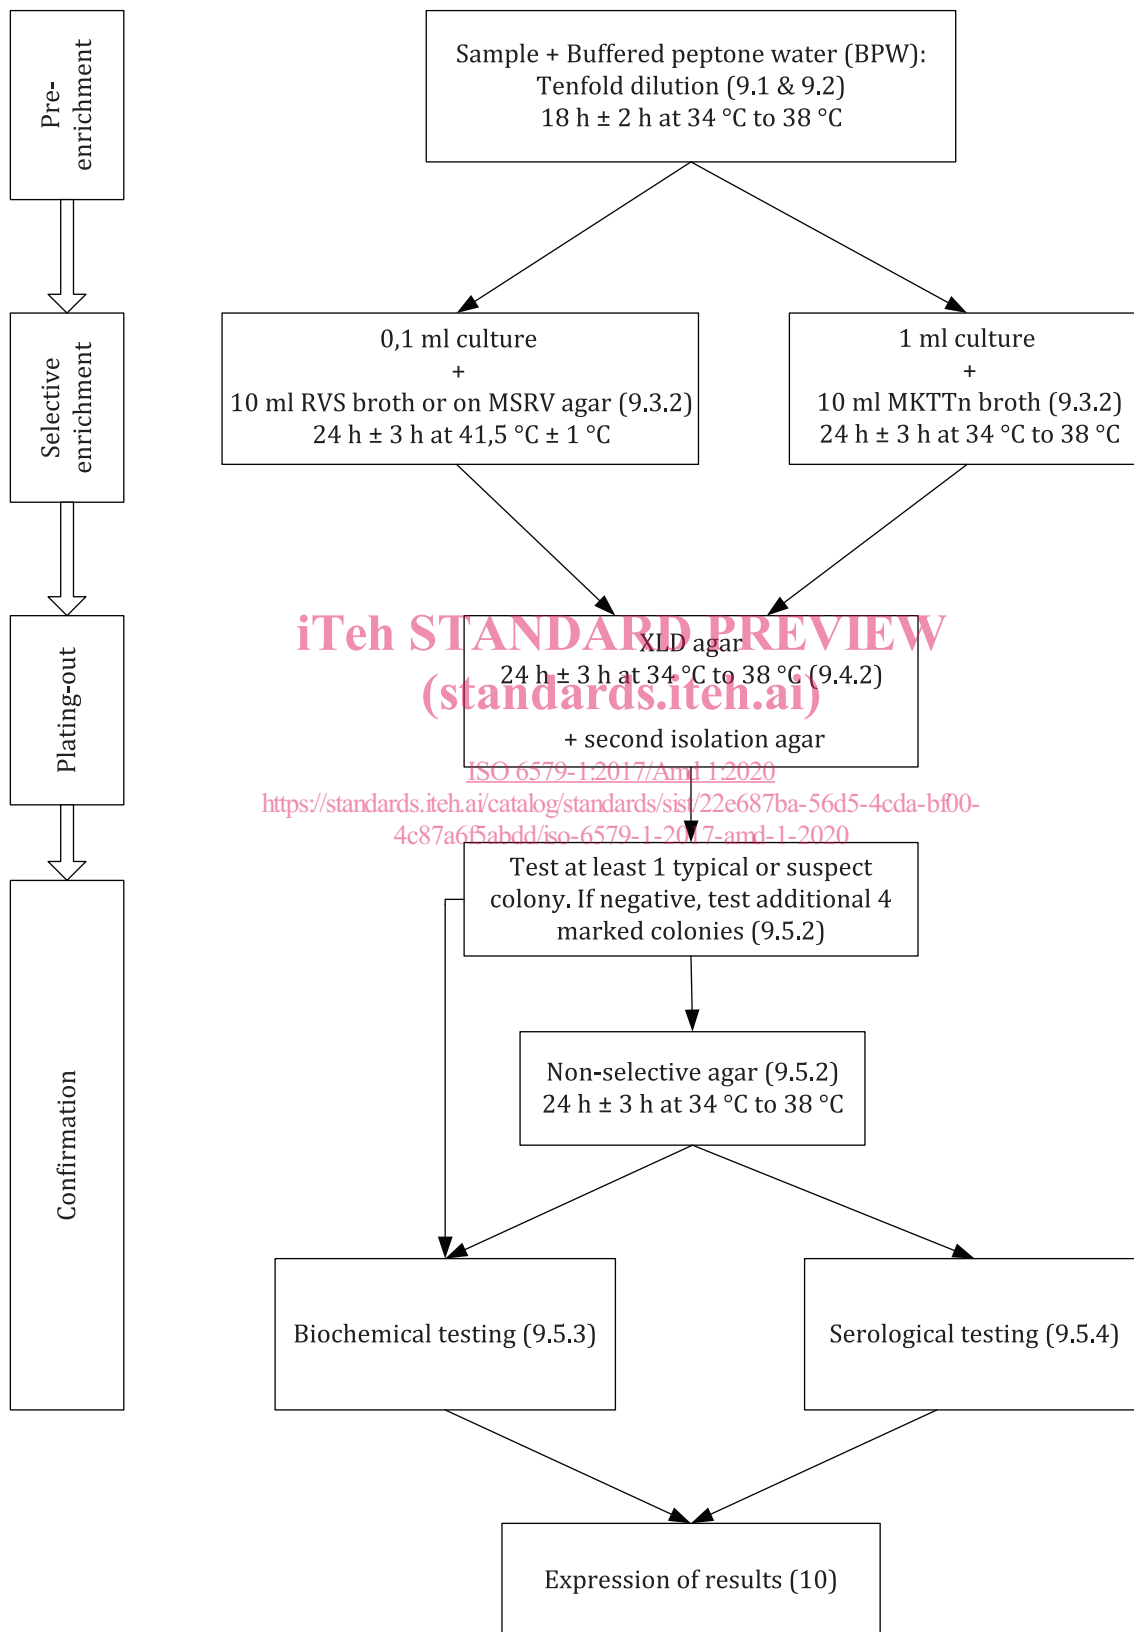 Pre-
enrichment
Sample + Buffered peptone water (BPW):
Tenfold dilution (9.1 & 9.2)
18 h ± 2 h at 34 °C to 38 °C
Selective
enrichment
0,1 ml culture
+
10 ml RVS broth or on MSRV agar (9.3.2)
24 h ± 3 h at 41,5 °C ± 1 °C
1 ml culture
+
10 ml MKTTn broth (9.3.2)
24 h ± 3 h at 34 °C to 38 °C
Plating-out
iTeh STANDARD PREVIEW
XLD agar
24 h ± 3 h at 34 °C to 38 °C (9.4.2)
(standards.iteh.ai)
+ second isolation agar
ISO 6579-1:2017/Amd 1:2020
https://standards.iteh.ai/catalog/standards/sist/22e687ba-56d5-4cda-bf00-
4c87a6f5abdd/iso-6579-1-2017-amd-1-2020
Confirmation
Test at least 1 typical or suspect
colony. If negative, test additional 4
marked colonies (9.5.2)
Non-selective agar (9.5.2)
24 h ± 3 h at 34 °C to 38 °C
Biochemical testing (9.5.3)
Serological testing (9.5.4)
Expression of results (10)